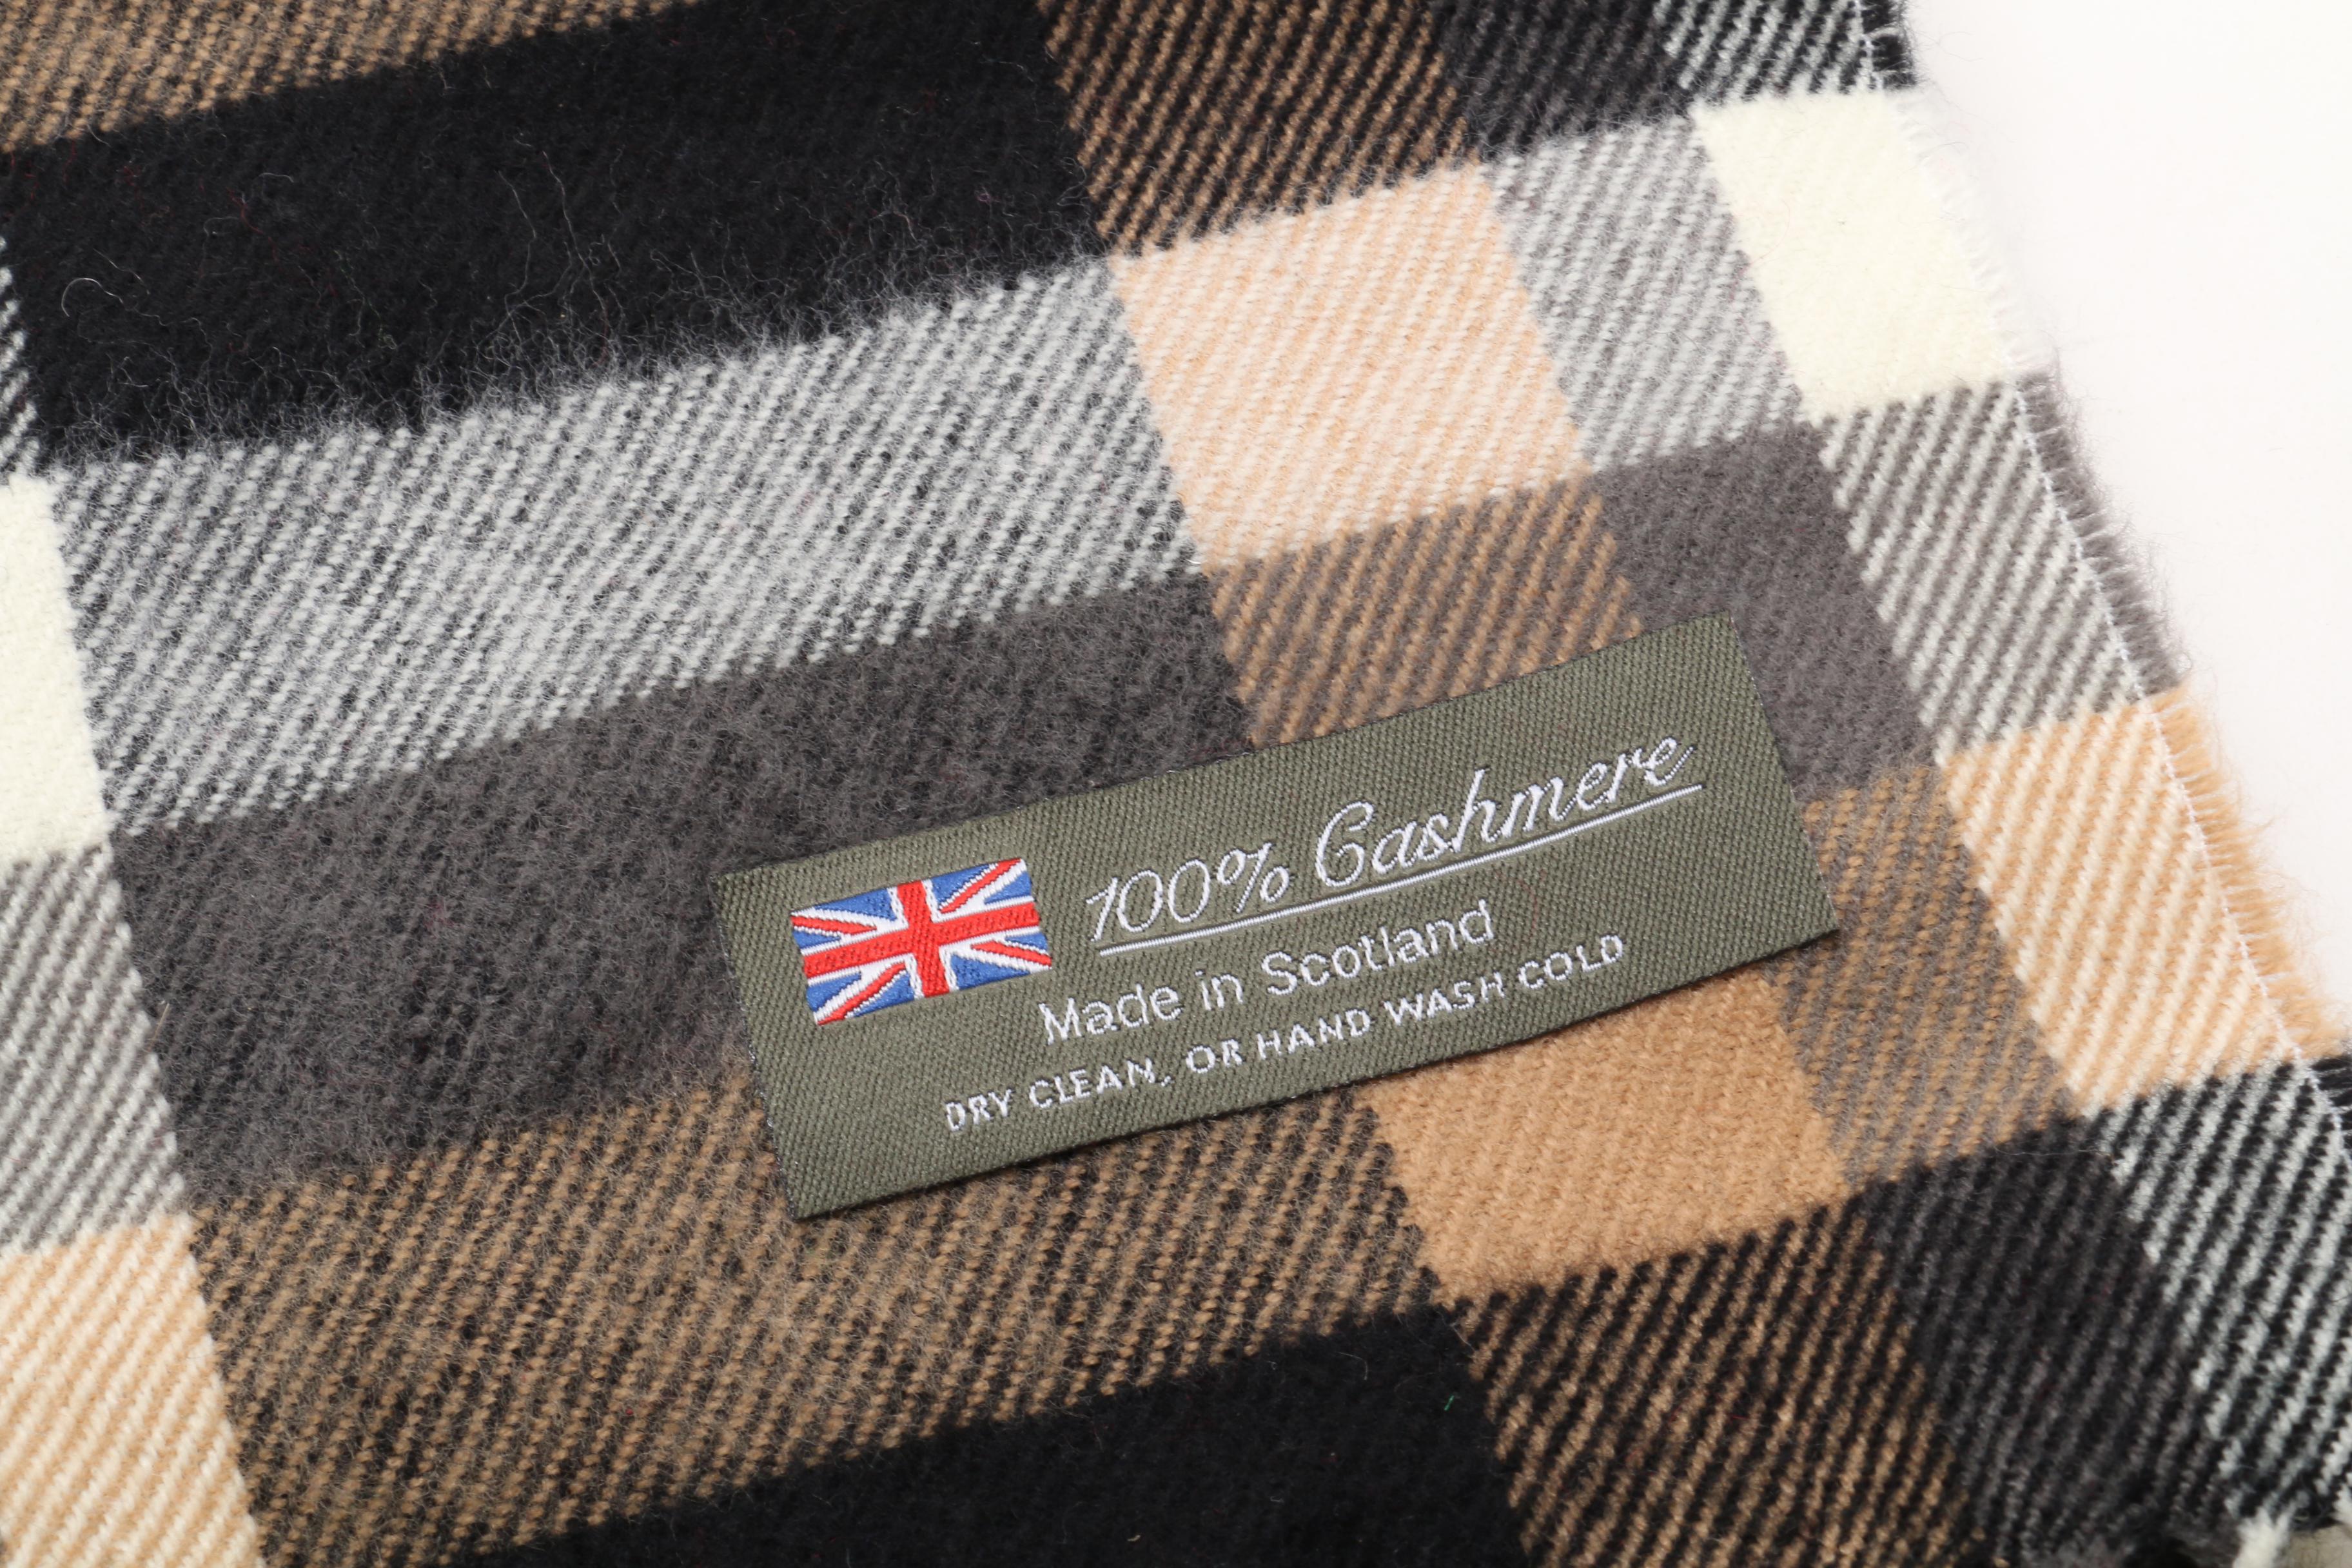 100% Cashmere
Made in Scotland
DRY CLEAN, OR HAND WASH COLD